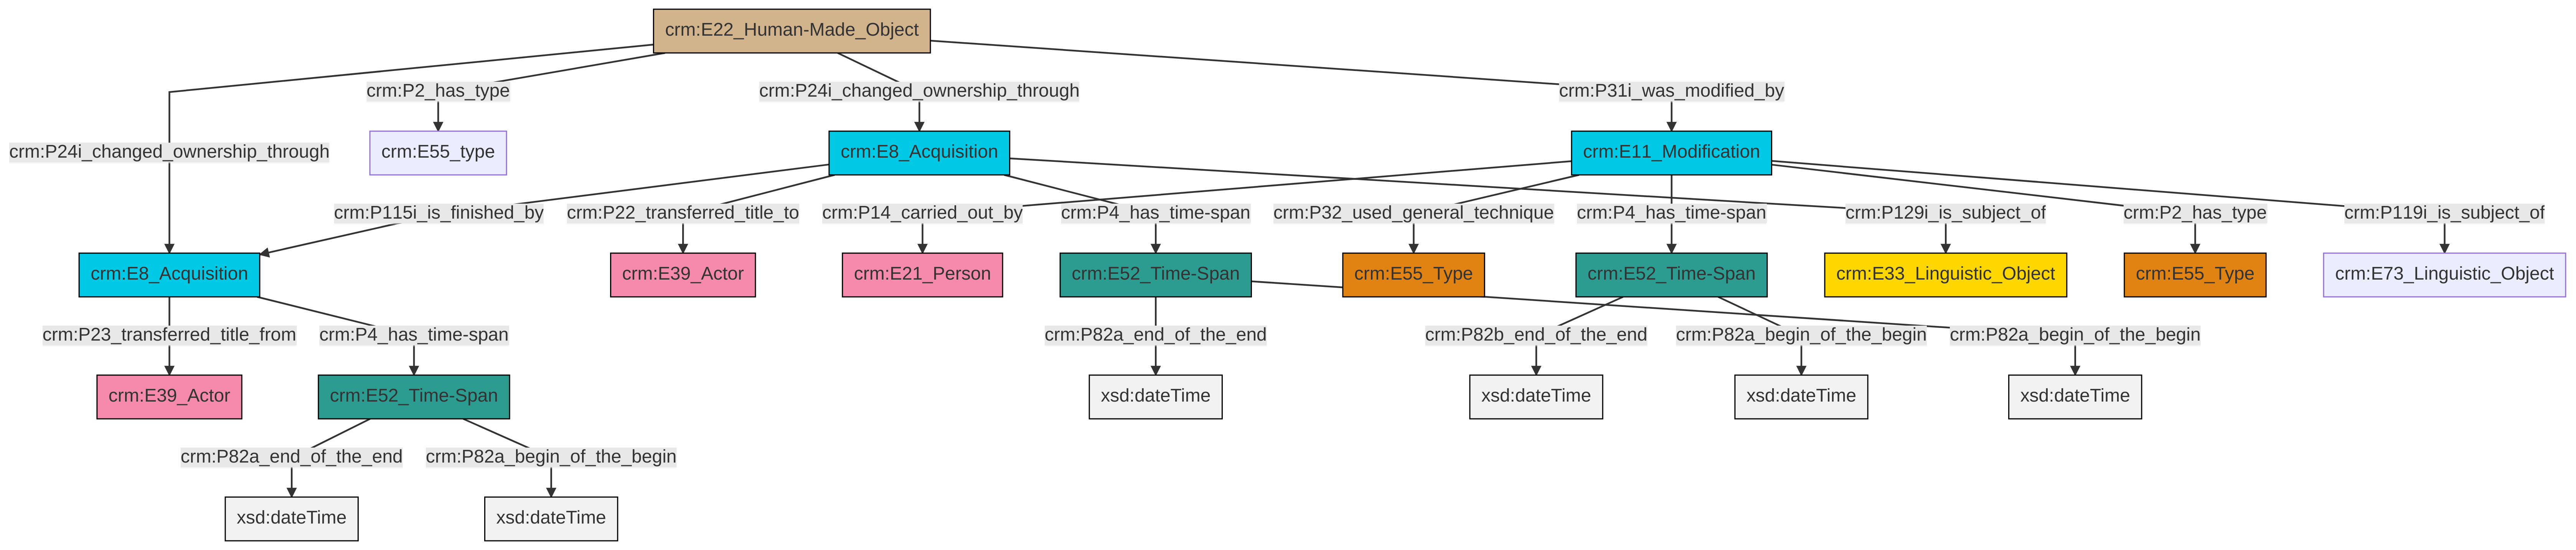 crm:E22_Human-Made_Object
crm:P2_has_type
crm:P24i_changed_ownership_through
crm:P31i_was_modified_by
crm:P24i_changed_ownership_through
crm:E55_type
crm:E8_Acquisition
crm:E11_Modification
crm:P115i_is_finished_by
crm:P22_transferred_title_to
crm:P14_carried_out_by
crm:P4_has_time-span
crm:P32_used_general_technique
crm:P4_has_time-span
crm:P129i_is_subject_of
crm:P2_has_type
crm:P119i_is_subject_of
crm:E8_Acquisition
crm:E39_Actor
crm:E21_Person
crm:E52_Time-Span
crm:E55_Type
crm:E52_Time-Span
crm:E33_Linguistic_Object
crm:E55_Type
crm:E73_Linguistic_Object
crm:P23_transferred_title_from
crm:P4_has_time-span
crm:P82a_end_of_the_end
crm:P82b_end_of_the_end
crm:P82a_begin_of_the_begin
crm:P82a_begin_of_the_begin
crm:E39_Actor
crm:E52_Time-Span
xsd:dateTime
xsd:dateTime
xsd:dateTime
xsd:dateTime
crm:P82a_end_of_the_end
crm:P82a_begin_of_the_begin
xsd:dateTime
xsd:dateTime